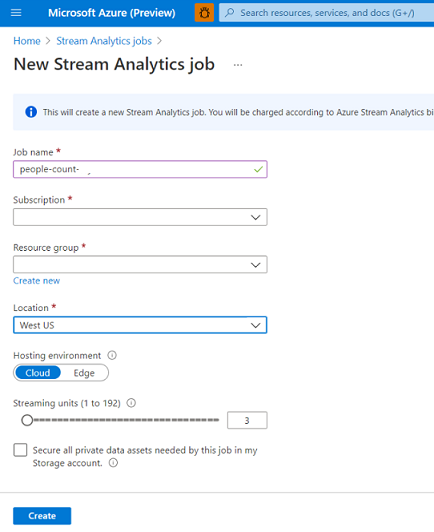 Microsoft Azure (Preview)
Search resources, services, and docs (G+/)
Home > Stream Analytics jobs >
New Stream Analytics job ...
This will create a new Stream Analytics job. You will be charged according to Azure Stream Analytics bi
Job name *
people-count-
Subscription *
Resource group *
Create new
Location *
West US
Hosting environment
Cloud Edge
Streaming units (1 to 192)
3
Secure all private data assets needed by this job in my
Storage account.
Create